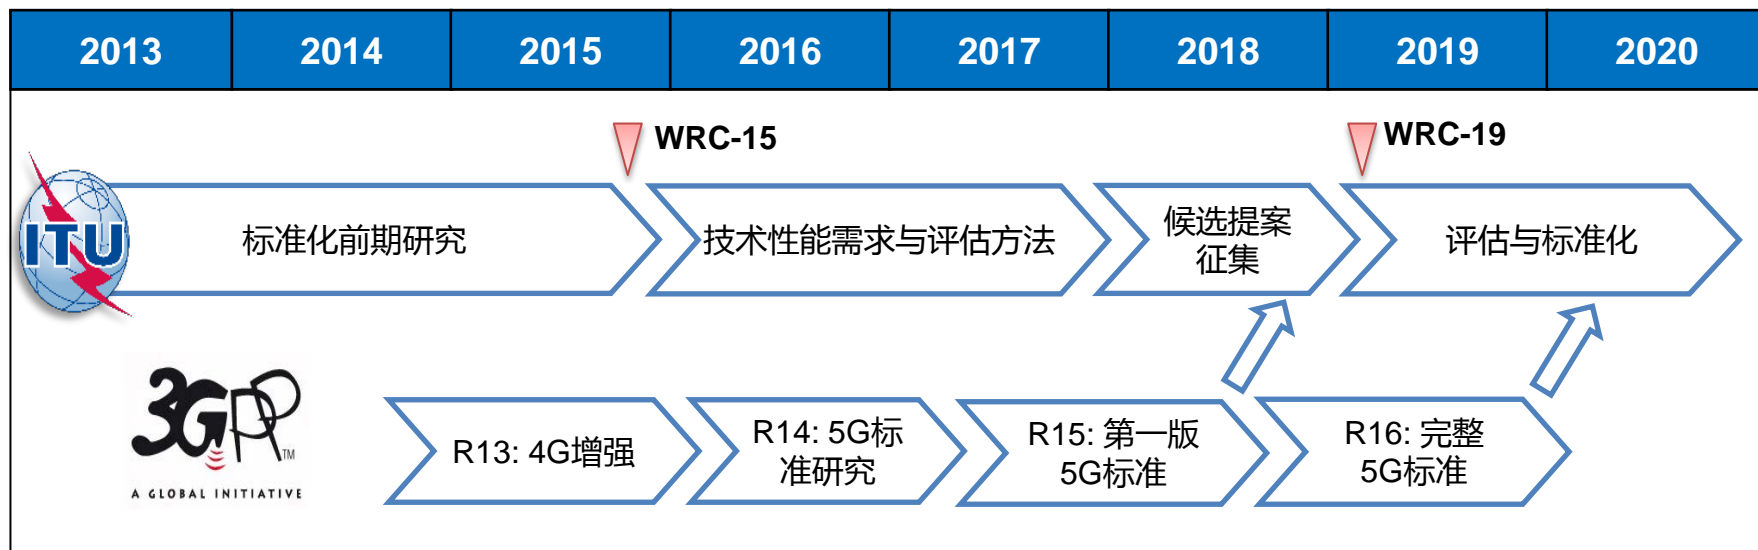 2013 2014 2015 2016 2017 2018 2019 2020
WRC-15
WRC-19
ITU
标准化前期研究
技术性能需求与评估方法
候选提案
征集
评估与标准化
3GPP
TM
A GLOBAL INITIATIVE
R13: 4G增强
R14: 5G标
准研究
R15: 第一版
5G标准
R16: 完整
5G标准